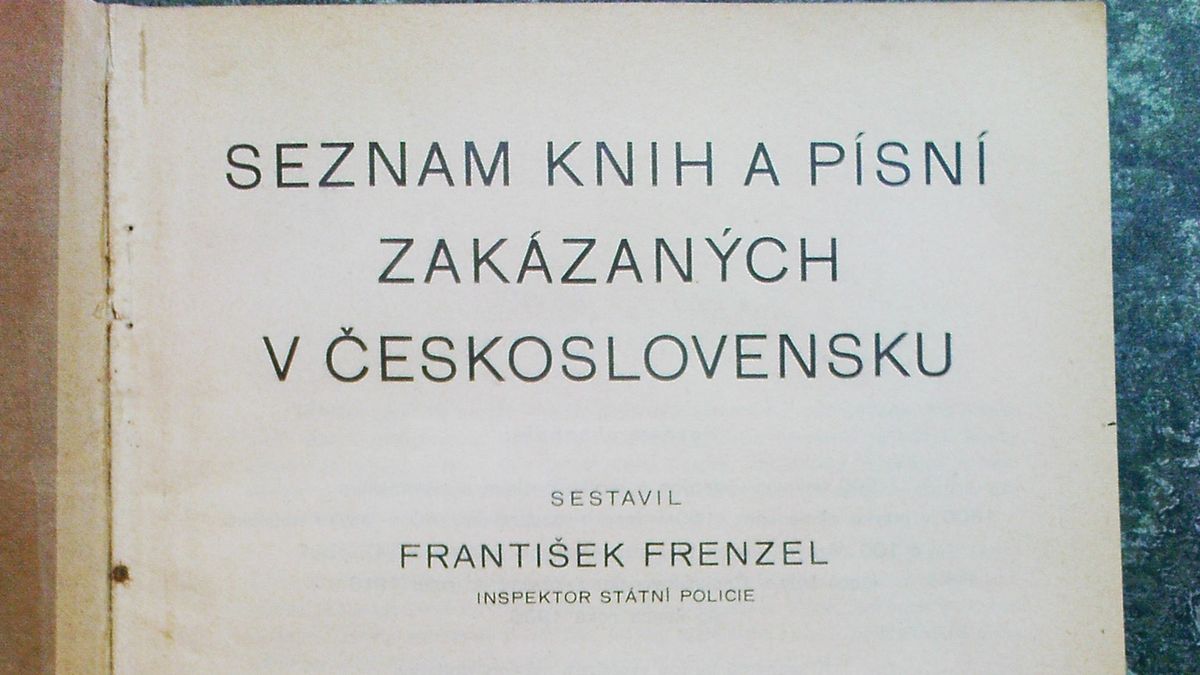 SEZNAM KNIH A PÍSNÍ
ZAKÁZANÝCH
V ČESKOSLOVENSKU
SESTAVIL
FRANTIŠEK FRENZEL
INSPEKTOR STÁTNÍ POLICIE